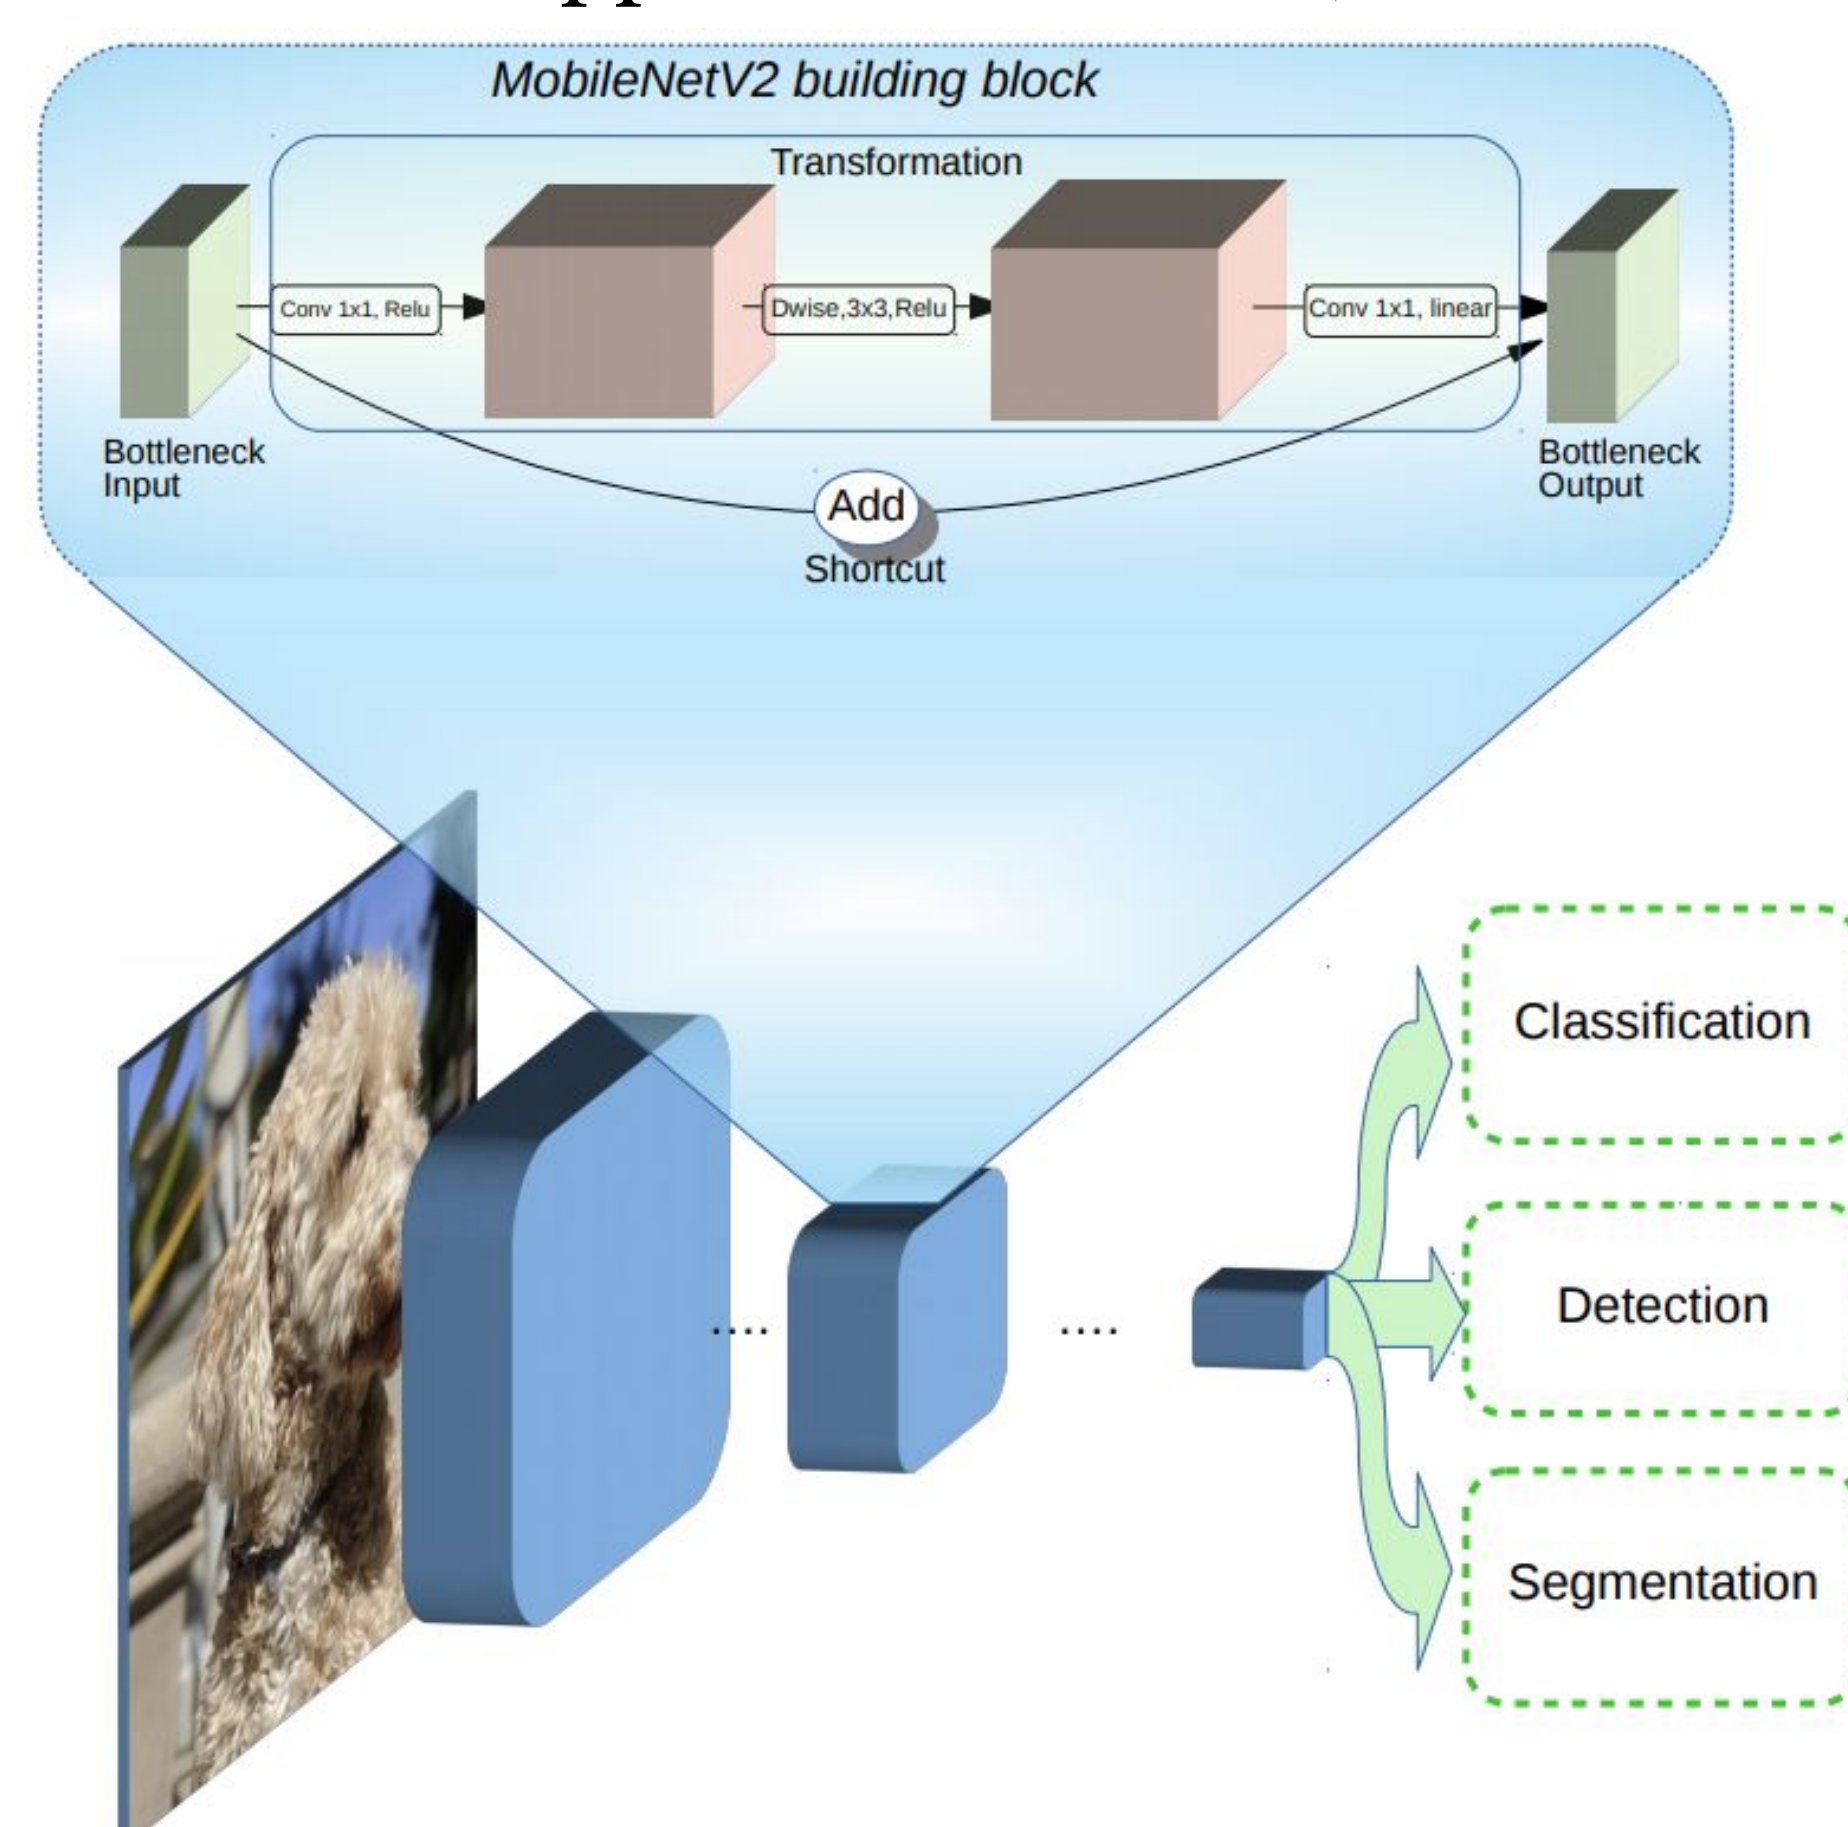 MobileNetV2 building block
Transformation
Conv 1x1, Relu
Dwise,3x3,Relu
Conv 1x1, linear
Bottleneck
Input
Bottleneck
Output
Add
Shortcut
Classification
....
....
Detection
Segmentation